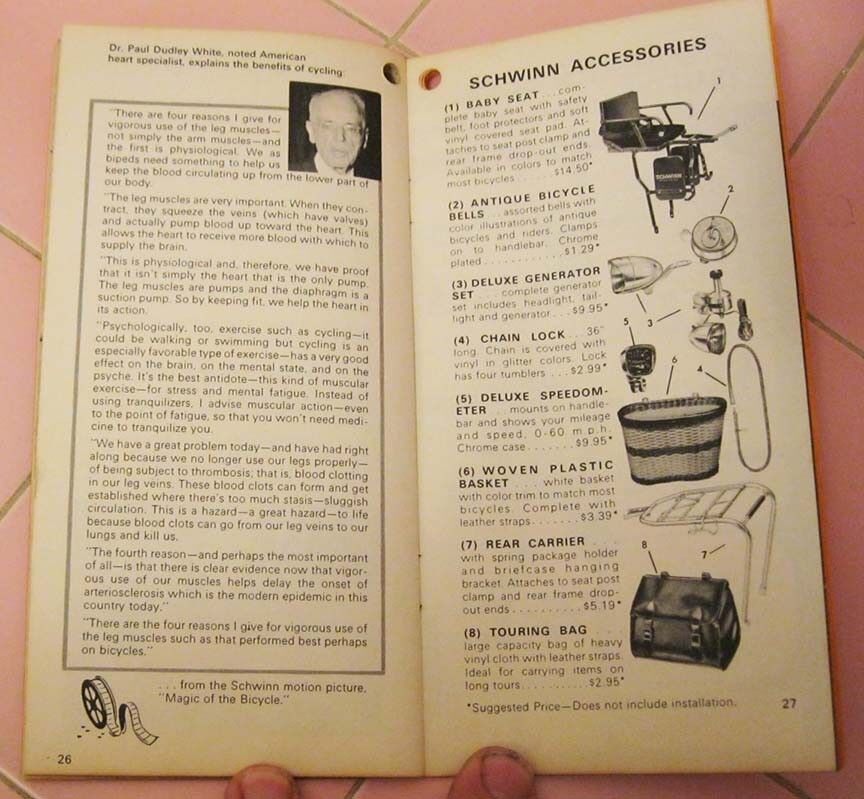 Dr. Paul Dudley White, noted American
heart specialist, explains the benefits of cycling:
"There are four reasons I give for
vigorous use of the leg muscles—
not simply the arm muscles—and
the first is physiological. We as
bipeds need something to help us
keep the blood circulating up from the lower part of
our body.
"The leg muscles are very important. When they con-
tract, they squeeze the veins (which have valves)
and actually pump blood up toward the heart. This
allows the heart to receive more blood with which to
supply the brain.
"This is physiological and, therefore, we have proof
that it isn't simply the heart that is the only pump.
The leg muscles are pumps and the diaphragm is a
suction pump. So by keeping fit, we help the heart in
its action.
"Psychologically, too, exercise such as cycling—it
could be walking or swimming but cycling is an
especially favorable type of exercise—has a very good
effect on the brain, on the mental state, and on the
psyche. It's the best antidote—this kind of muscular
exercise—for stress and mental fatigue. Instead of
using tranquilizers, I advise muscular action—even
to the point of fatigue, so that you won't need medi-
cine to tranquilize you.
"We have a great problem today—and have had right
along because we no longer use our legs properly—
of being subject to thrombosis; that is, blood clotting
in our leg veins. These blood clots can form and get
established where there's too much stasis—sluggish
circulation. This is a hazard—a great hazard—to life
because blood clots can go from our leg veins to our
lungs and kill us.
"The fourth reason—and perhaps the most important
of all—is that there is clear evidence now that vigor-
ous use of our muscles helps delay the onset of
arteriosclerosis which is the modern epidemic in this
country today."
"There are the four reasons I give for vigorous use of
the leg muscles such as that performed best perhaps
on bicycles."
. . . from the Schwinn motion picture,
"Magic of the Bicycle."
26
SCHWINN ACCESSORIES
(1) BABY SEAT . . . com-
plete baby seat with safety
belt, foot protectors and soft
vinyl covered seat pad. At-
taches to seat post clamp and
rear frame drop-out ends.
Available in colors to match
most bicycles . . . . . . . $14.50*
(2) ANTIQUE BICYCLE
BELLS . . . assorted bells with
color illustrations of antique
bicycles and riders. Clamps
on to handlebar. Chrome
plated . . . . . . . . . . . . $1.29*
(3) DELUXE GENERATOR
SET . . . complete generator
set includes headlight, tail-
light and generator . . . $9.95*
(4) CHAIN LOCK . . . 36"
long. Chain is covered with
vinyl in glitter colors. Lock
has four tumblers . . . $2.99*
(5) DELUXE SPEEDOM-
ETER . . . mounts on handle-
bar and shows your mileage
and speed, 0-60 m.p.h.
Chrome case . . . . . . . $9.95*
(6) WOVEN PLASTIC
BASKET . . . white basket
with color trim to match most
bicycles. Complete with
leather straps . . . . . . . $3.39*
(7) REAR CARRIER . . .
with spring package holder
and briefcase hanging
bracket. Attaches to seat post
clamp and rear frame drop-
out ends . . . . . . . . . . $5.19*
(8) TOURING BAG . . .
large capacity bag of heavy
vinyl cloth with leather straps.
Ideal for carrying items on
long tours . . . . . . . . . . $2.95*
*Suggested Price—Does not include installation.
27
1
SCHWINN
2
3
5
6
4
7
8